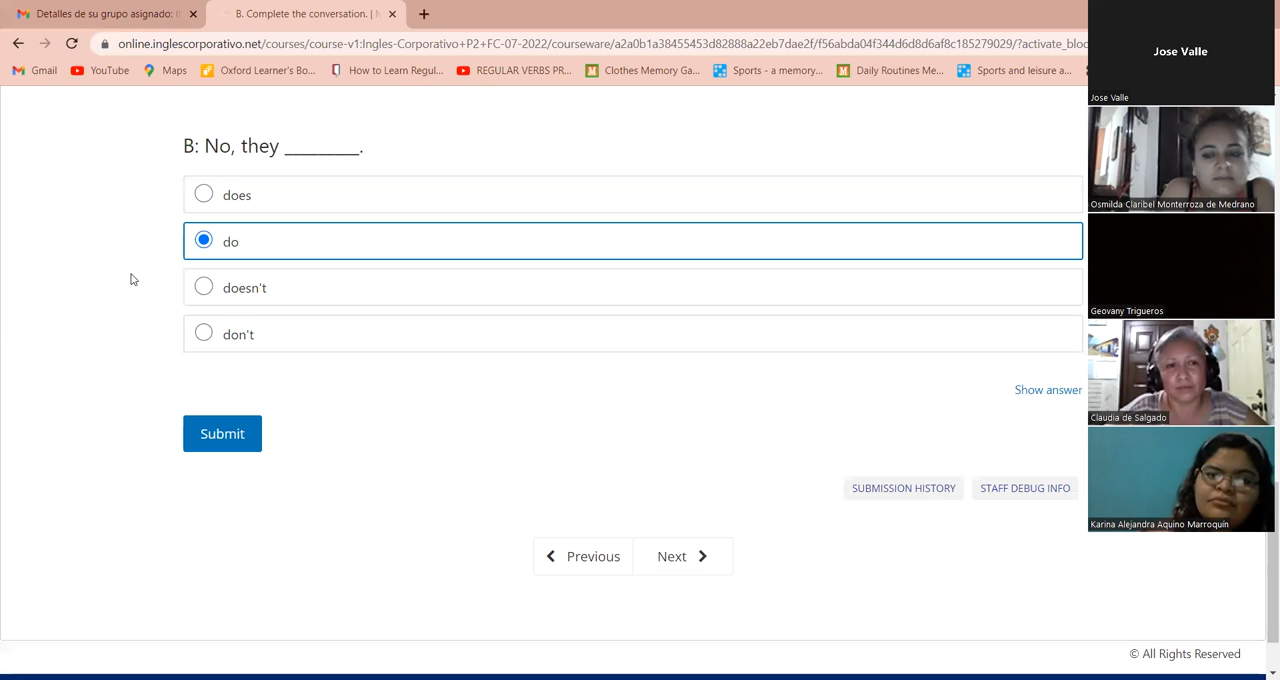 Detalles de su grupo asignado: I
B. Complete the conversation. |
online.inglescorporativo.net/courses/course-v1:Ingles-Corporativo+P2+FC-07-2022/courseware/a2a0b1a38455453d82888a22eb7dae2f/f56abda04f344d6d8d6af8c185279029/?activate_bloc
Gmail
YouTube
Maps
Oxford Learner's Bo...
How to Learn Regul...
REGULAR VERBS PR...
Clothes Memory Ga...
Sports - a memory...
Daily Routines Me...
Sports and leisure a...
Jose Valle
Jose Valle
B: No, they _________.
does
do
doesn't
don't
Show answer
Submit
SUBMISSION HISTORY
STAFF DEBUG INFO
Previous
Next
© All Rights Reserved
Osmilda Claribel Monterroza de Medrano
Geovany Trigueros
Claudia de Salgado
Karina Alejandra Aquino Marroquín